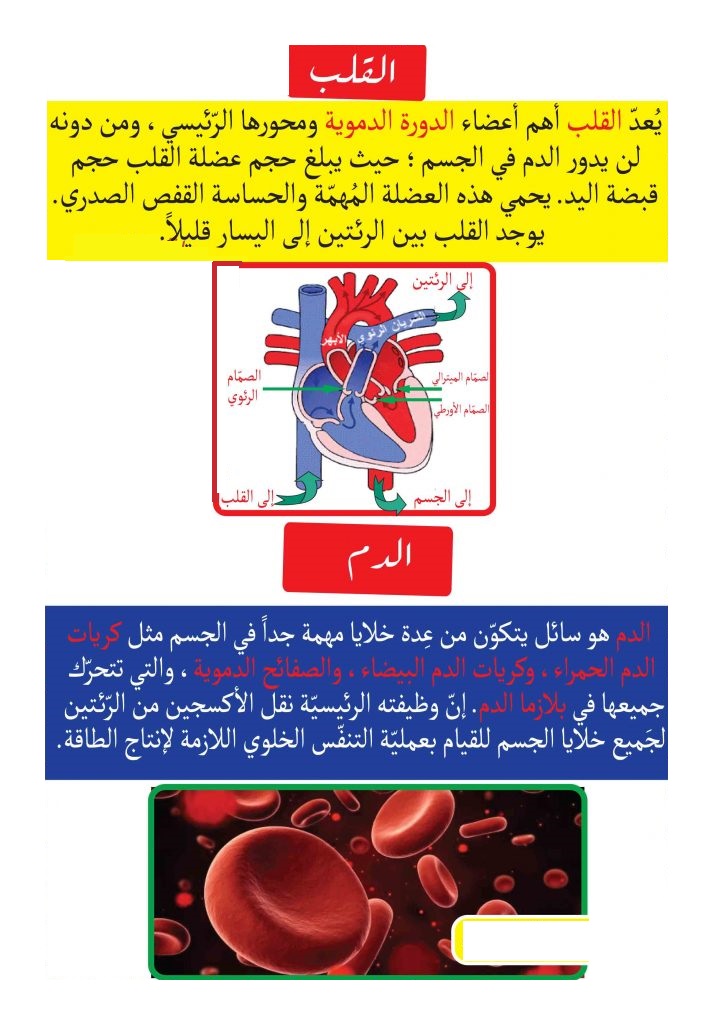 القلب
يُعدّ القلب أهم أعضاء الدورة الدموية ومحورها الرّئيسي ، ومن دونه
لن يدور الدم في الجسم ؛ حيث يبلغ حجم عضلة القلب حجم
قبضة اليد. يحمي هذه العضلة المُهمّة والحساسة القفص الصدري.
يوجد القلب بين الرئتين إلى اليسار قليلاً.
إلى الرئتين
الشريان الرئوي
الأبهر
الصمّام
الرئوي
لصمّام الميترالي
الصمّام الأورطي
إلى القلب
إلى الجسم
الدم
الدم هو سائل يتكوّن من عِدة خلايا مهمة جداً في الجسم مثل كريات
الدم الحمراء ، وكريات الدم البيضاء ، والصفائح الدموية ، والتي تتحرّك
جميعها في بلازما الدم. إنّ وظيفته الرئيسيّة نقل الأكسجين من الرّئتين
لجَميع خلايا الجسم للقيام بعمليّة التنفّس الخلوي اللازمة لإنتاج الطاقة.